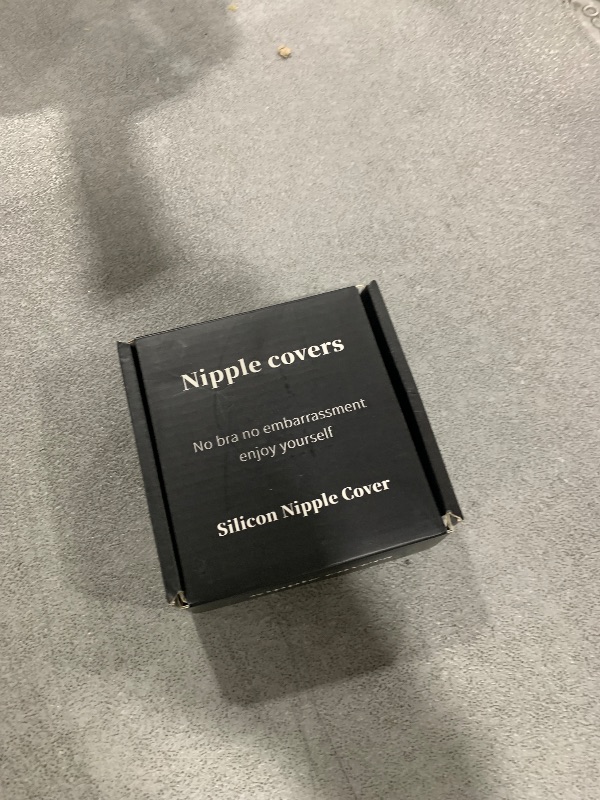 Nipple covers
No bra no embarrassment
enjoy yourself
Silicon Nipple Cover